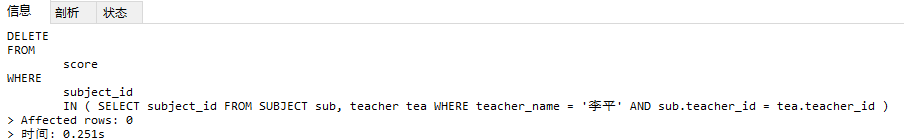 信息 剖析 状态
DELETE
FROM
score
WHERE
subject_id
IN ( SELECT subject_id FROM SUBJECT sub, teacher tea WHERE teacher_name = '李平' AND sub.teacher_id = tea.teacher_id )
> Affected rows: 0
> 时间: 0.251s